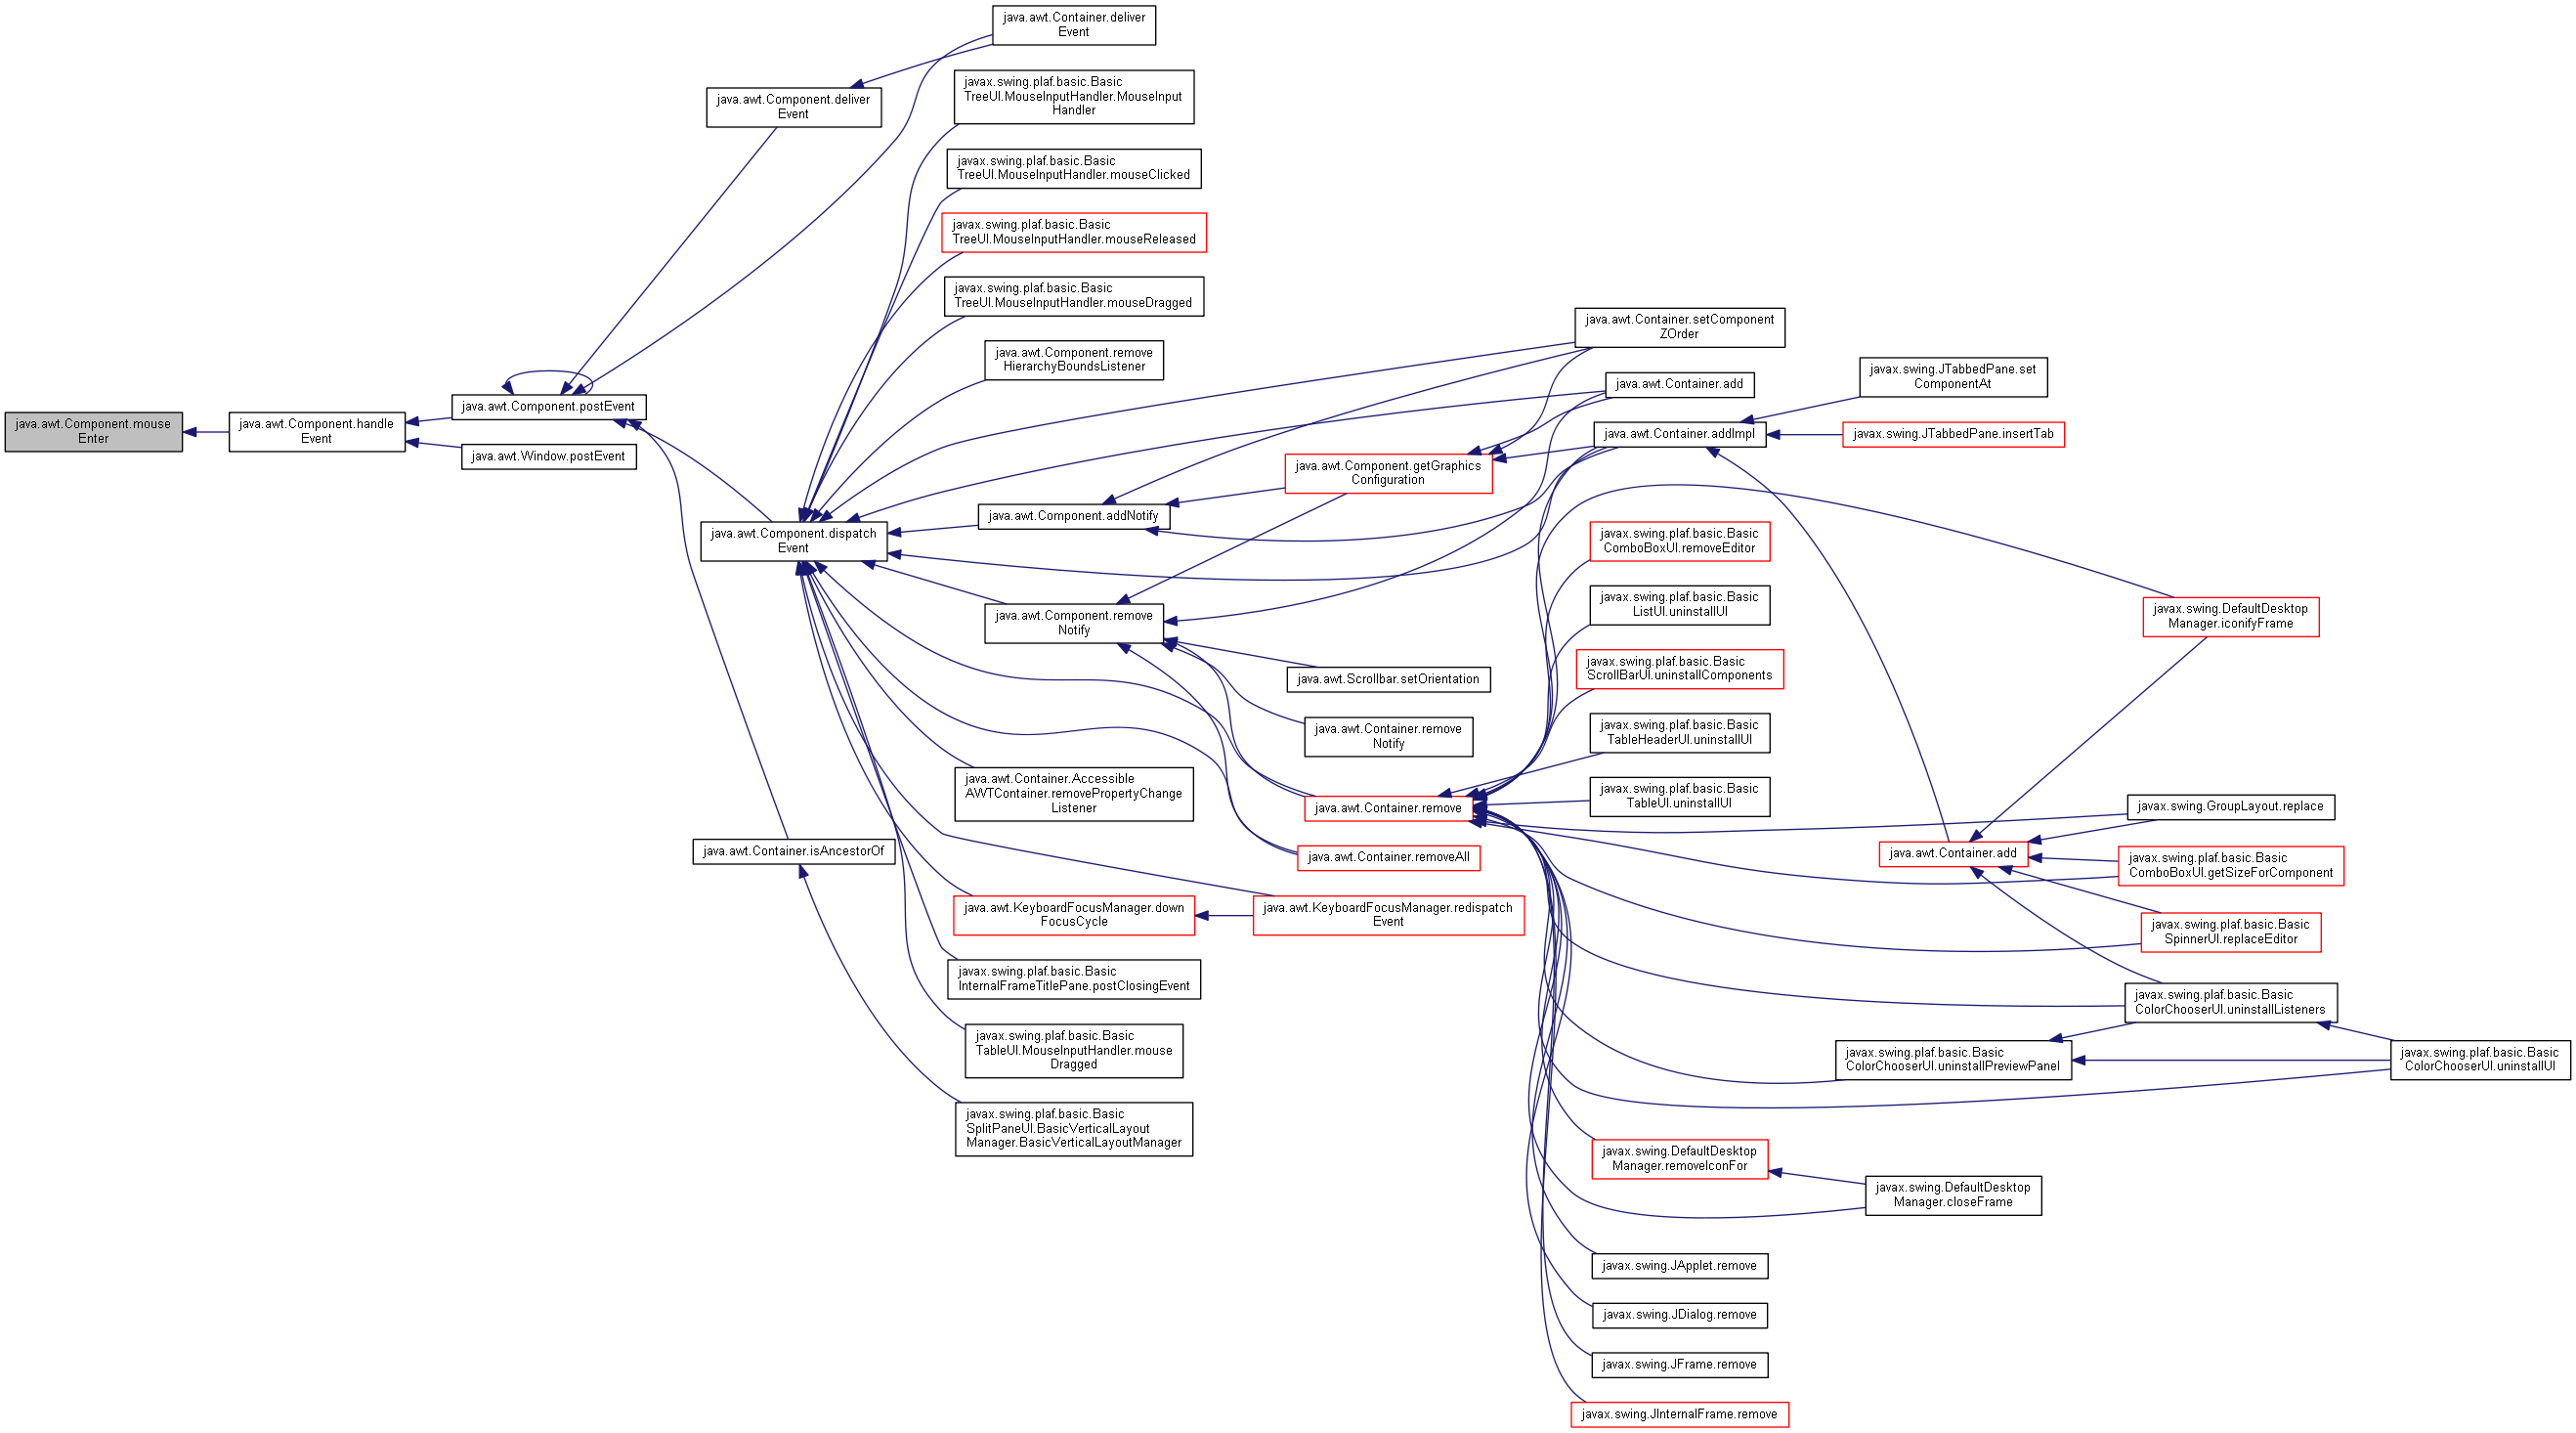 java.awt.Component.mouse
Enter
java.awt.Component.handle
Event
java.awt.Component.postEvent
java.awt.Window.postEvent
java.awt.Component.deliver
Event
java.awt.Component.dispatch
Event
java.awt.Container.isAncestorOf
java.awt.Container.deliver
Event
javax.swing.plaf.basic.Basic
TreeUI.MouseInputHandler.MouseInput
Handler
javax.swing.plaf.basic.Basic
TreeUI.MouseInputHandler.mouseClicked
javax.swing.plaf.basic.Basic
TreeUI.MouseInputHandler.mouseReleased
javax.swing.plaf.basic.Basic
TreeUI.MouseInputHandler.mouseDragged
java.awt.Component.remove
HierarchyBoundsListener
java.awt.Component.addNotify
java.awt.Component.remove
Notify
java.awt.Container.Accessible
AWTContainer.removePropertyChange
Listener
java.awt.KeyboardFocusManager.down
FocusCycle
javax.swing.plaf.basic.Basic
InternalFrameTitlePane.postClosingEvent
javax.swing.plaf.basic.Basic
TableUI.MouseInputHandler.mouse
Dragged
javax.swing.plaf.basic.Basic
SplitPaneUI.BasicVerticalLayout
Manager.BasicVerticalLayoutManager
java.awt.Component.getGraphics
Configuration
java.awt.Scrollbar.setOrientation
java.awt.Container.remove
Notify
java.awt.Container.remove
java.awt.Container.removeAll
java.awt.KeyboardFocusManager.redispatch
Event
java.awt.Container.setComponent
ZOrder
java.awt.Container.add
java.awt.Container.addImpl
javax.swing.plaf.basic.Basic
ComboBoxUI.removeEditor
javax.swing.plaf.basic.Basic
ListUI.uninstallUI
javax.swing.plaf.basic.Basic
ScrollBarUI.uninstallComponents
javax.swing.plaf.basic.Basic
TableHeaderUI.uninstallUI
javax.swing.plaf.basic.Basic
TableUI.uninstallUI
javax.swing.DefaultDesktop
Manager.removeIconFor
javax.swing.JApplet.remove
javax.swing.JDialog.remove
javax.swing.JFrame.remove
javax.swing.JInternalFrame.remove
javax.swing.JTabbedPane.set
ComponentAt
javax.swing.JTabbedPane.insertTab
java.awt.Container.add
javax.swing.plaf.basic.Basic
ColorChooserUI.uninstallPreviewPanel
javax.swing.DefaultDesktop
Manager.closeFrame
javax.swing.DefaultDesktop
Manager.iconifyFrame
javax.swing.GroupLayout.replace
javax.swing.plaf.basic.Basic
ComboBoxUI.getSizeForComponent
javax.swing.plaf.basic.Basic
SpinnerUI.replaceEditor
javax.swing.plaf.basic.Basic
ColorChooserUI.uninstallListeners
javax.swing.plaf.basic.Basic
ColorChooserUI.uninstallUI